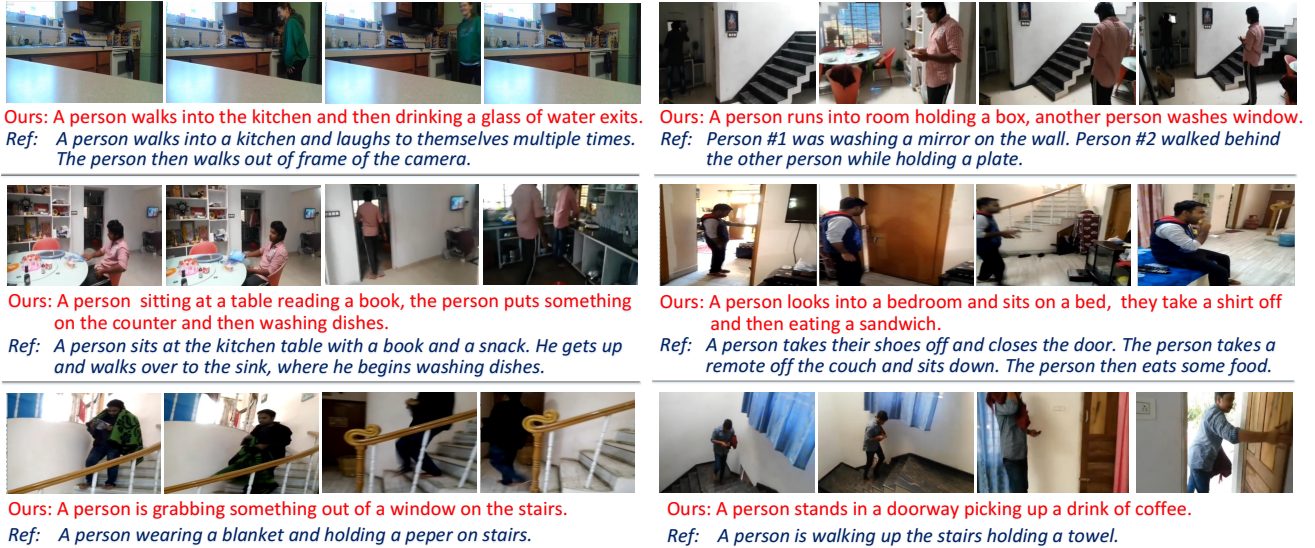 Ours: A person walks into the kitchen and then drinking a glass of water exits.
Ref: A person walks into a kitchen and laughs to themselves multiple times.
The person then walks out of frame of the camera.
Ours: A person runs into room holding a box, another person washes window.
Ref: Person #1 was washing a mirror on the wall. Person #2 walked behind
the other person while holding a plate.
Ours: A person sitting at a table reading a book, the person puts something
on the counter and then washing dishes.
Ref: A person sits at the kitchen table with a book and a snack. He gets up
and walks over to the sink, where he begins washing dishes.
Ours: A person looks into a bedroom and sits on a bed, they take a shirt off
and then eating a sandwich.
Ref: A person takes their shoes off and closes the door. The person takes a
remote off the couch and sits down. The person then eats some food.
Ours: A person is grabbing something out of a window on the stairs.
Ref: A person wearing a blanket and holding a peper on stairs.
Ours: A person stands in a doorway picking up a drink of coffee.
Ref: A person is walking up the stairs holding a towel.